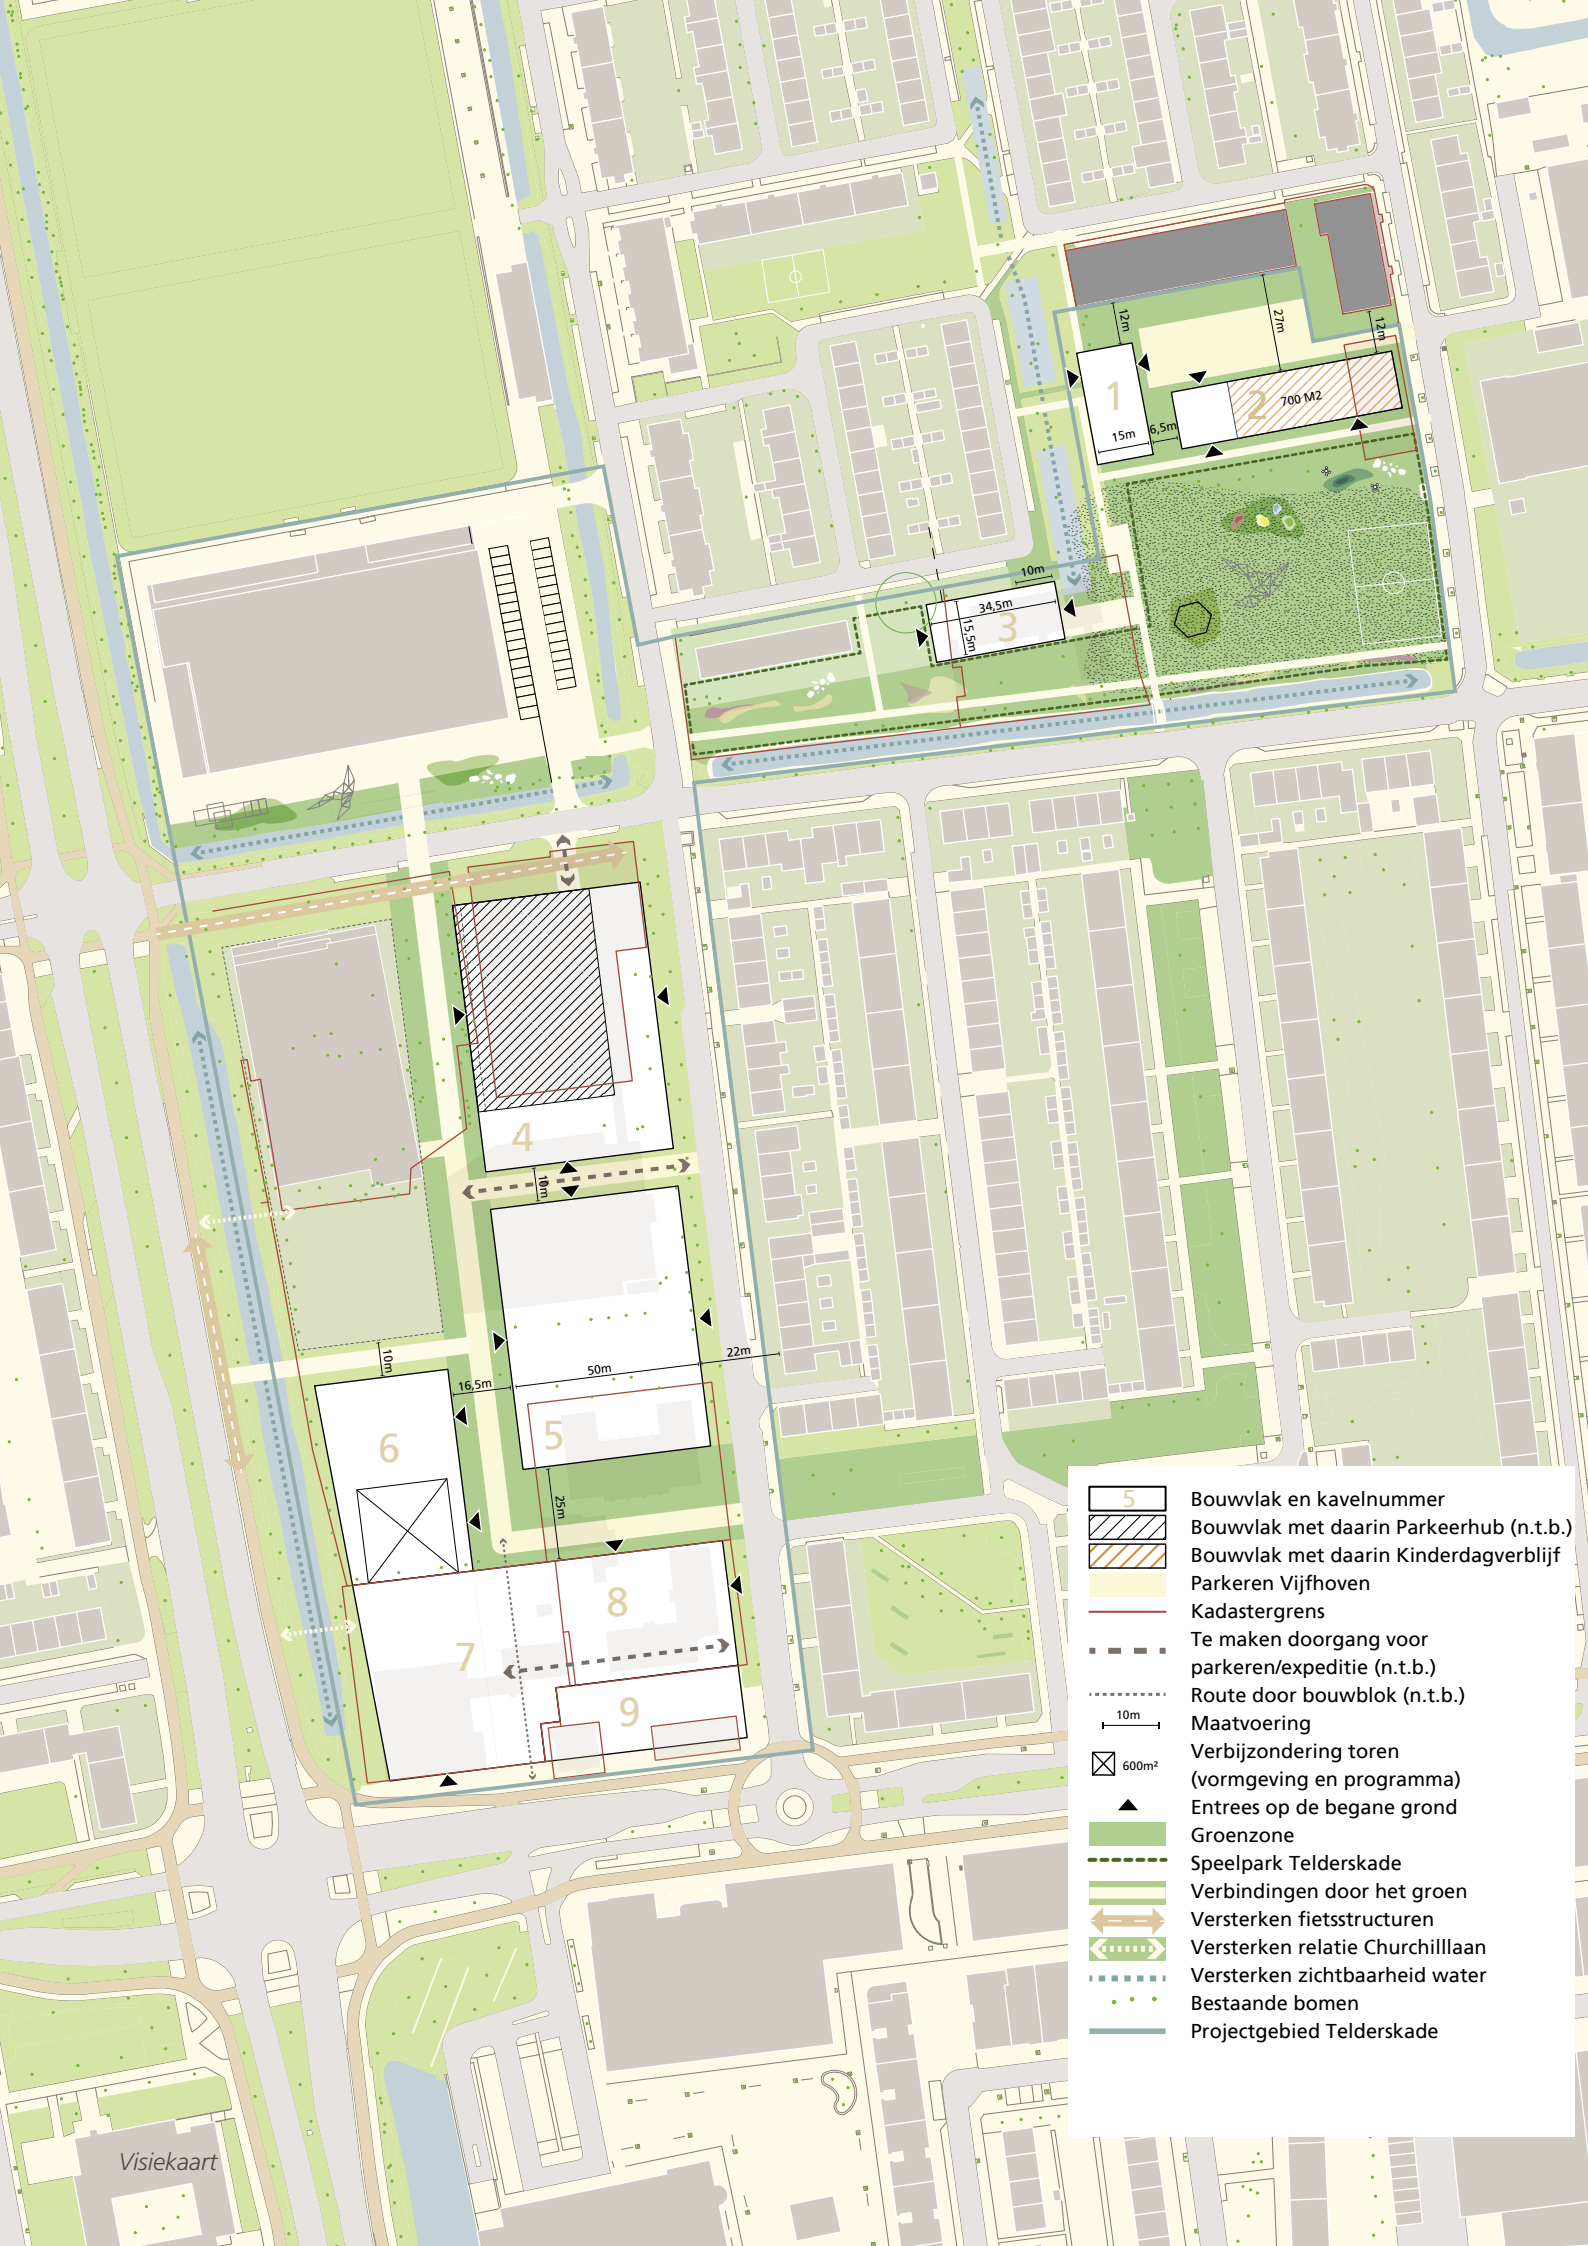 12m
27m
12m
1
2
700 M2
15m
6,5m
10m
34,5m
15,5m
3
4
10m
22m
50m
10m
16,5m
5
6
25m
8
7
9
5 Bouwvlak en kavelnummer
Bouwvlak met daarin Parkeerhub (n.t.b.)
Bouwvlak met daarin Kinderdagverblijf
Parkeren Vijfhoven
Kadastergrens
Te maken doorgang voor
parkeren/expeditie (n.t.b.)
Route door bouwblok (n.t.b.)
10m Maatvoering
Verbijzondering toren
600m² (vormgeving en programma)
Entrees op de begane grond
Groenzone
Speelpark Telderskade
Verbindingen door het groen
Versterken fietsstructuren
Versterken relatie Churchilllaan
Versterken zichtbaarheid water
Bestaande bomen
Projectgebied Telderskade
Visiekaart